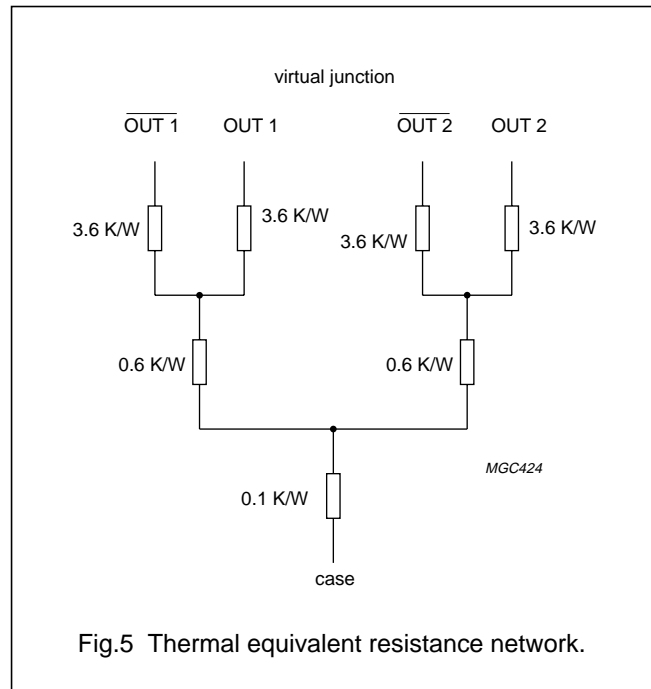 virtual junction
OUT 1 OUT 1 OUT 2 OUT 2
3.6 K/W 3.6 K/W 3.6 K/W 3.6 K/W
0.6 K/W 0.6 K/W
MGC424
0.1 K/W
case
Fig.5 Thermal equivalent resistance network.